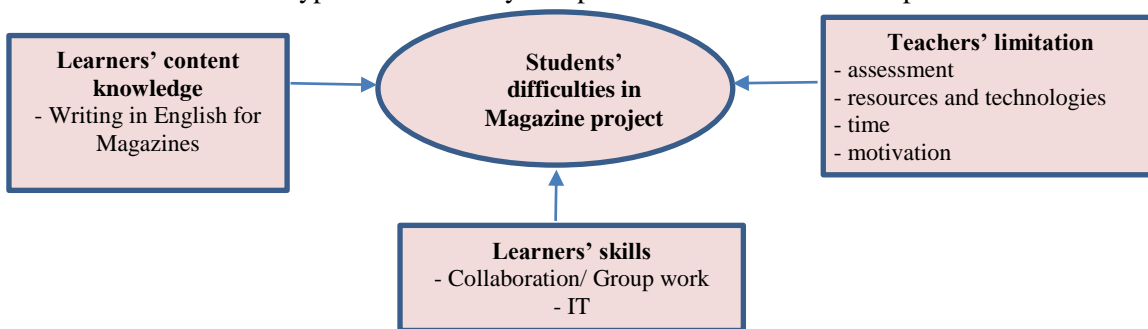 Learners' content
knowledge
- Writing in English for
Magazines
Students'
difficulties in
Magazine project
Teachers' limitation
- assessment
- resources and technologies
- time
- motivation
Learners' skills
- Collaboration/ Group work
- IT